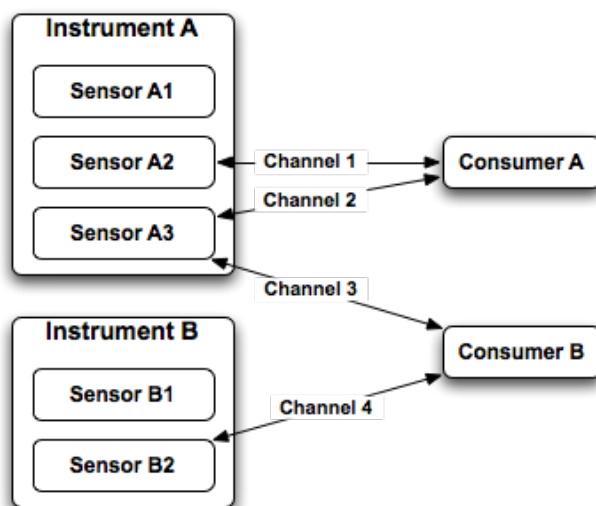 Instrument A
Sensor A1
Sensor A2
Channel 1
Consumer A
Channel 2
Sensor A3
Channel 3
Instrument B
Consumer B
Sensor B1
Channel 4
Sensor B2